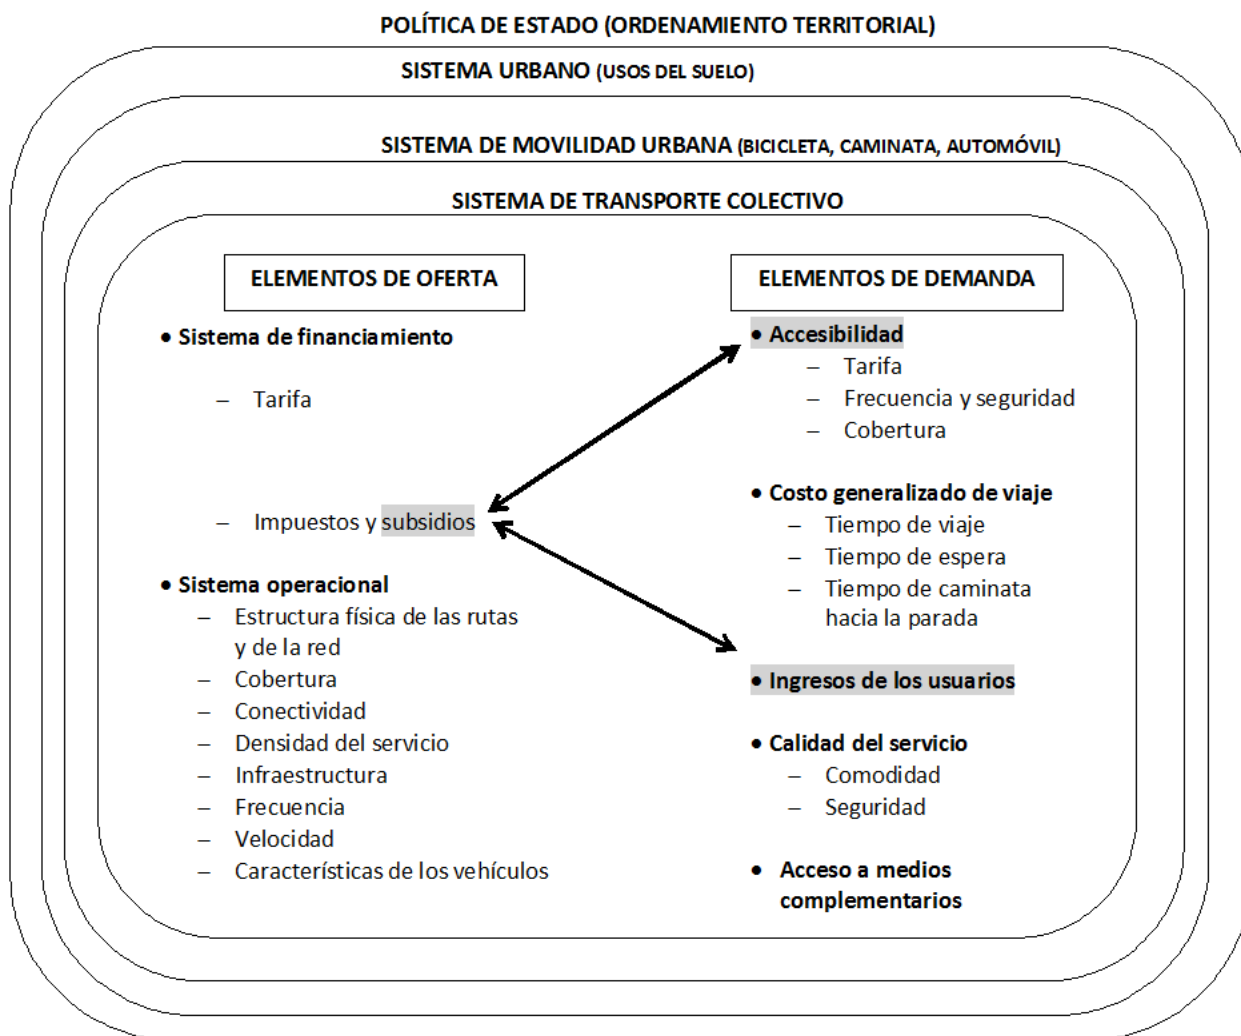 POLÍTICA DE ESTADO (ORDENAMIENTO TERRITORIAL)
SISTEMA URBANO (USOS DEL SUELO)
SISTEMA DE MOVILIDAD URBANA (BICICLETA, CAMINATA, AUTOMÓVIL)
SISTEMA DE TRANSPORTE COLECTIVO
ELEMENTOS DE OFERTA
• Sistema de financiamiento
– Tarifa
– Impuestos y subsidios
• Sistema operacional
– Estructura física de las rutas
y de la red
– Cobertura
– Conectividad
– Densidad del servicio
– Infraestructura
– Frecuencia
– Velocidad
– Características de los vehículos
ELEMENTOS DE DEMANDA
• Accesibilidad
– Tarifa
– Frecuencia y seguridad
– Cobertura
• Costo generalizado de viaje
– Tiempo de viaje
– Tiempo de espera
– Tiempo de caminata
hacia la parada
• Ingresos de los usuarios
• Calidad del servicio
– Comodidad
– Seguridad
• Acceso a medios
complementarios